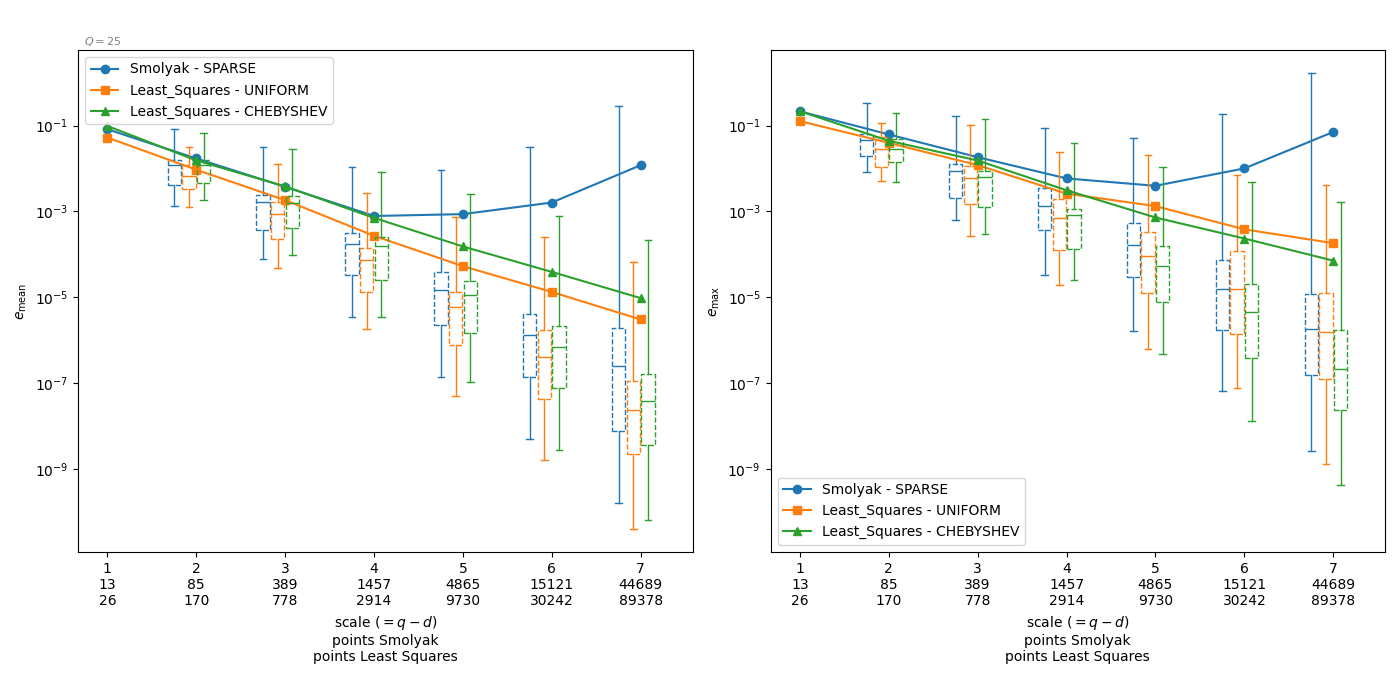 Q = 25
Smolyak - SPARSE
Least_Squares - UNIFORM
Least_Squares - CHEBYSHEV
10⁻¹
10⁻³
10⁻⁵
10⁻⁷
10⁻⁹
e_mean
1 2 3 4 5 6 7
13 85 389 1457 4865 15121 44689
26 170 778 2914 9730 30242 89378
scale (= q − d)
points Smolyak
points Least Squares
10⁻¹
10⁻³
10⁻⁵
10⁻⁷
10⁻⁹
e_max
Smolyak - SPARSE
Least_Squares - UNIFORM
Least_Squares - CHEBYSHEV
1 2 3 4 5 6 7
13 85 389 1457 4865 15121 44689
26 170 778 2914 9730 30242 89378
scale (= q − d)
points Smolyak
points Least Squares